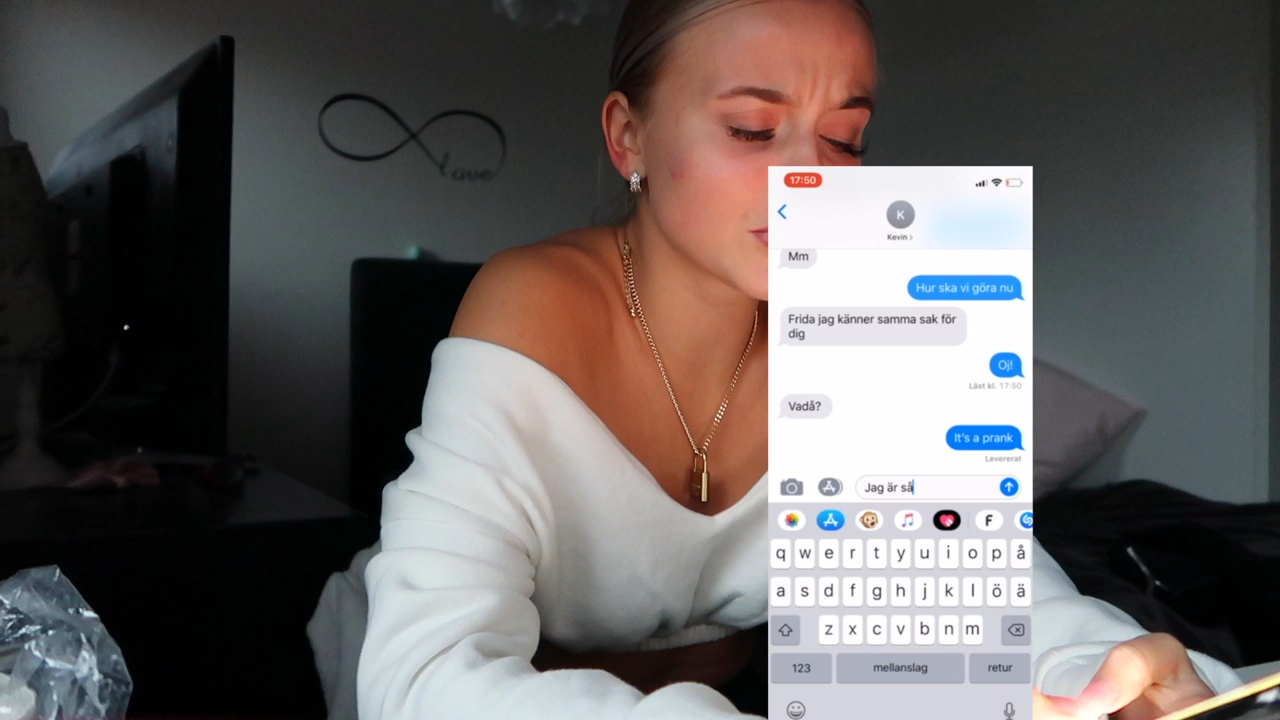 Love
17:50
K
Kevin >
Mm
Hur ska vi göra nu
Frida jag känner samma sak för
dig
Oj!
Läst kl. 17:50
Vadå?
It's a prank
Levererat
Jag är så
F
q w e r t y u i o p å
a s d f g h j k l ö ä
z x c v b n m
123 mellanslag retur